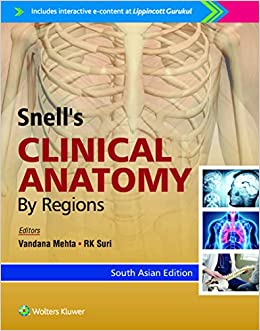 Includes interactive e-content at Lippincott Gurukul
Snell's
CLINICAL
ANATOMY
By Regions
Editors
Vandana Mehta • RK Suri
South Asian Edition
Wolters Kluwer